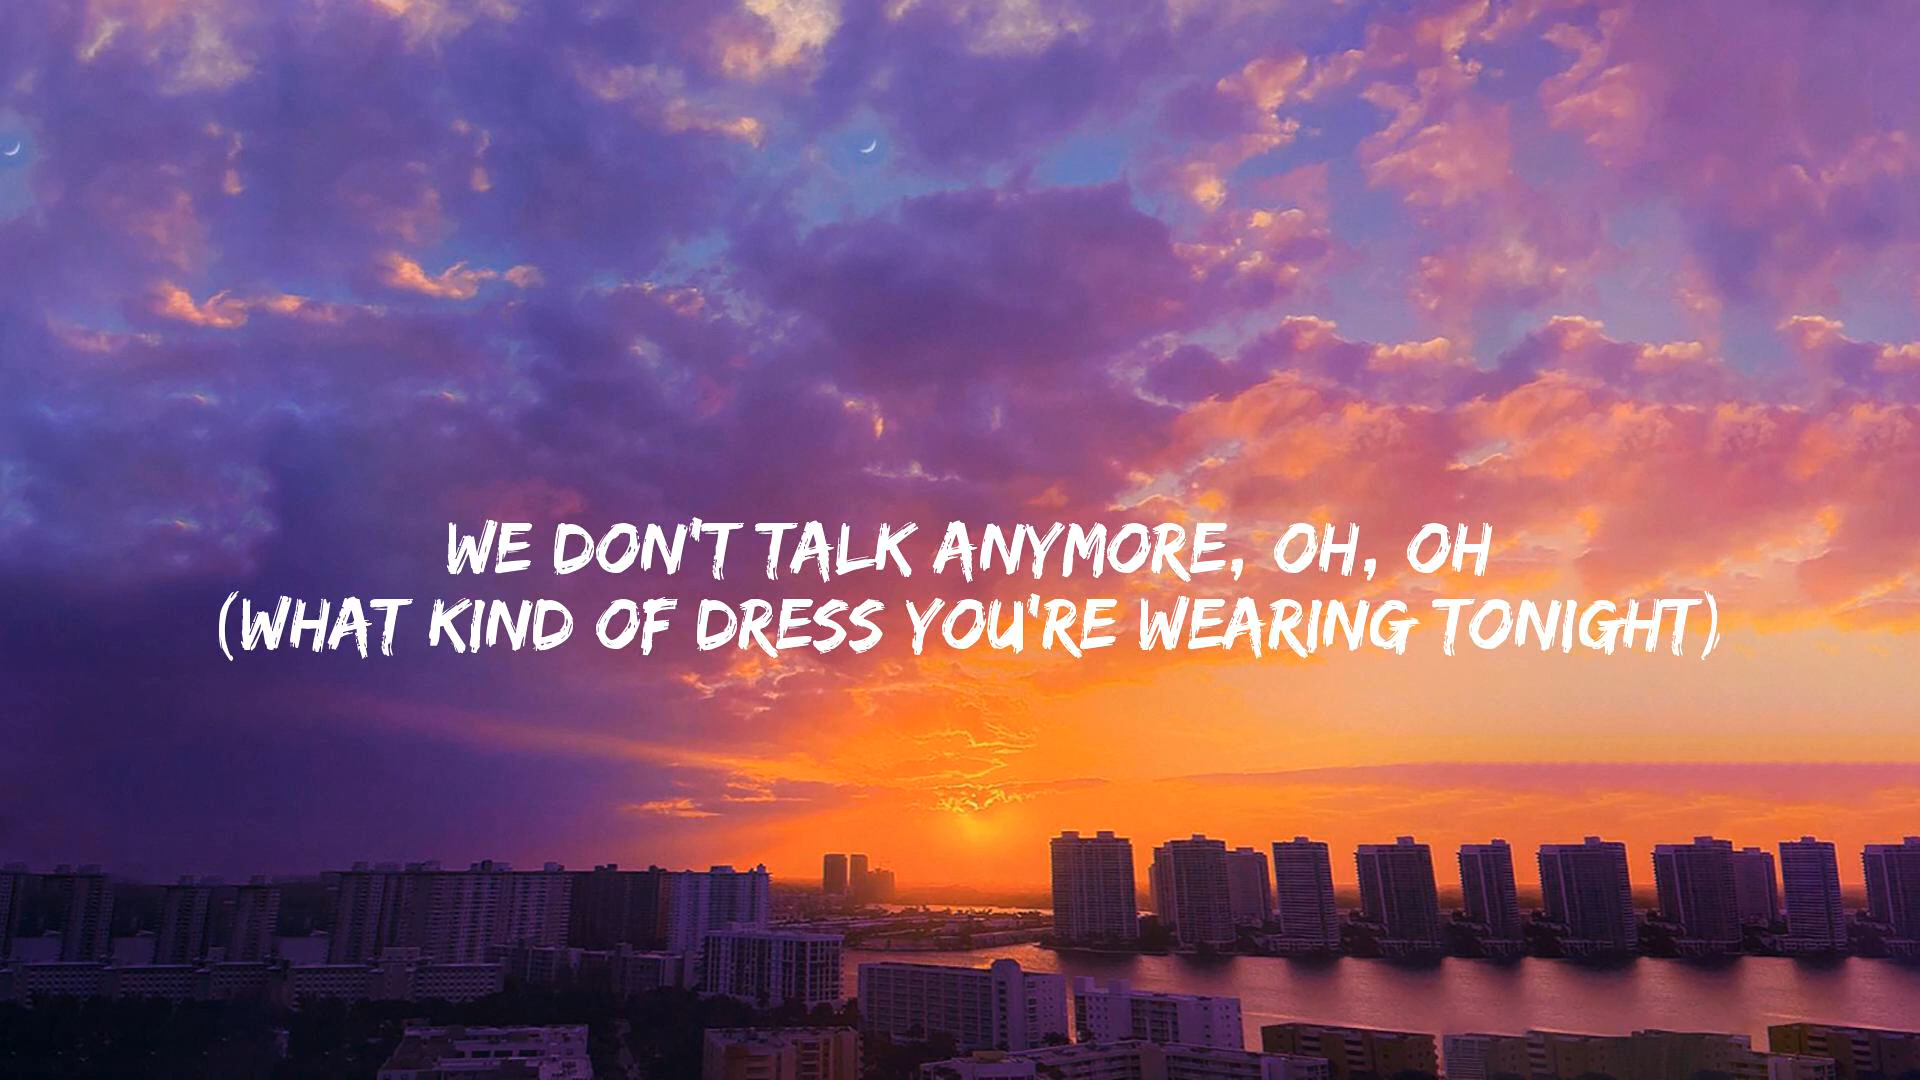 WE DON'T TALK ANYMORE, OH, OH
(WHAT KIND OF DRESS YOU'RE WEARING TONIGHT)